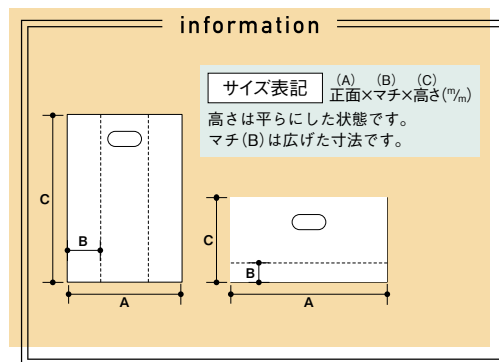 information
(A) (B) (C)
サイズ表記 正面×マチ×高さ(m/m)
高さは平らにした状態です。
マチ(B)は広げた寸法です。
C
B
A
C
B
A